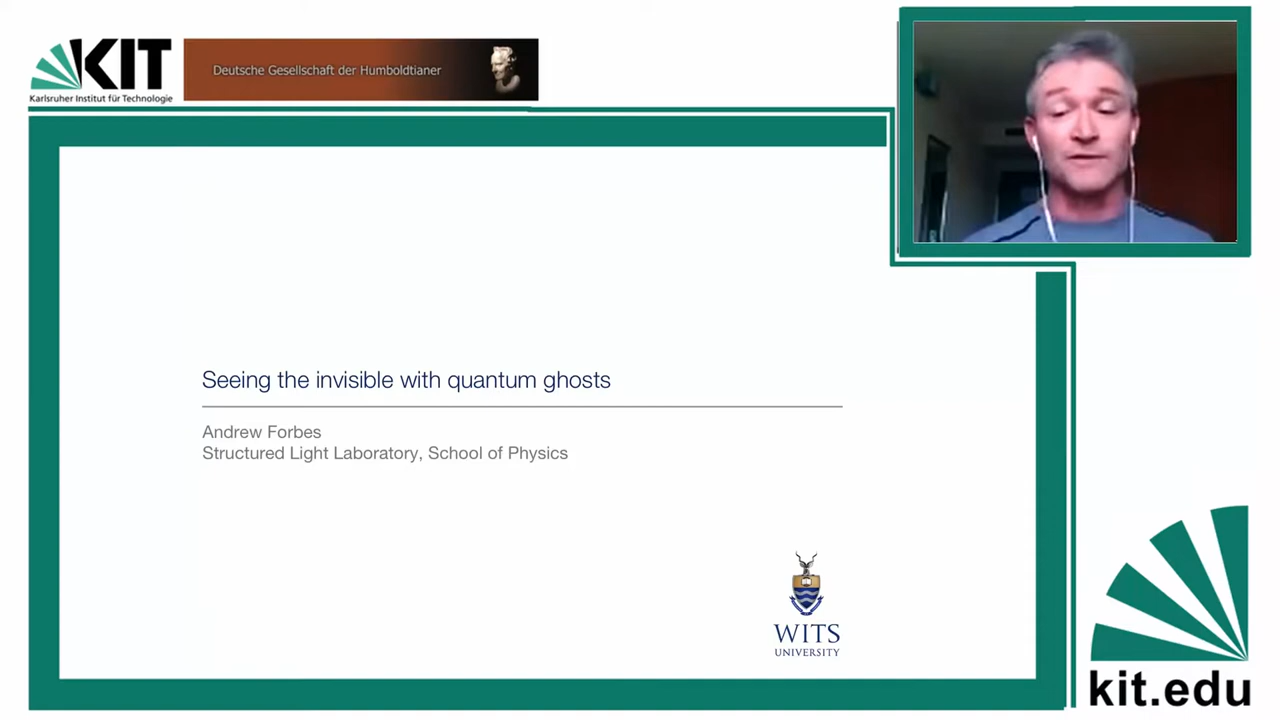 KIT
Karlsruher Institut für Technologie
Deutsche Gesellschaft der Humboldtianer
Seeing the invisible with quantum ghosts
Andrew Forbes
Structured Light Laboratory, School of Physics
WITS
UNIVERSITY
kit.edu